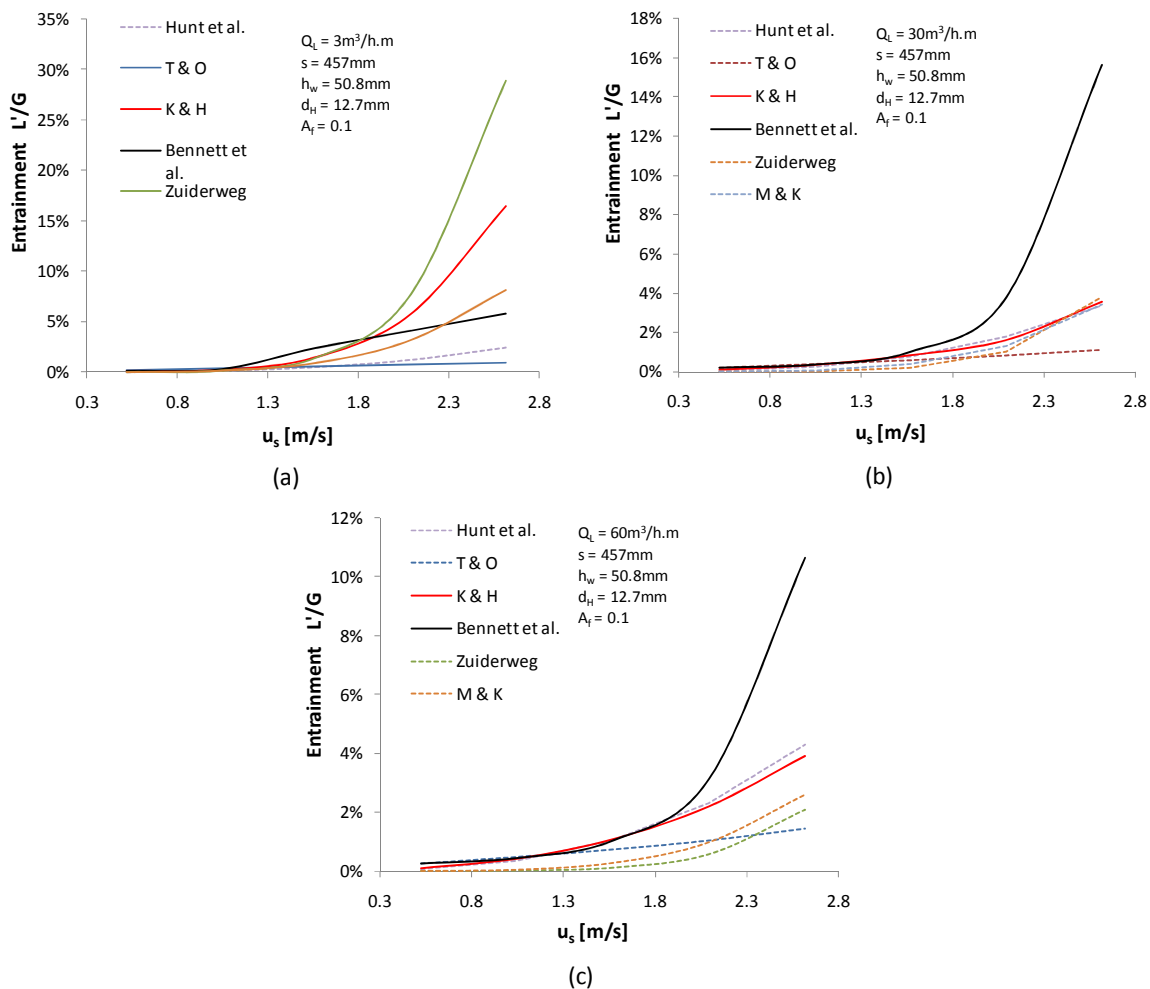 35%
30%
25%
20%
15%
10%
5%
0%
Entrainment L'/G
Hunt et al.
T & O
K & H
Bennett et
al.
Zuiderweg
Q_L = 3m³/h.m
s = 457mm
h_w = 50.8mm
d_H = 12.7mm
A_f = 0.1
0.3 0.8 1.3 1.8 2.3 2.8
u_s [m/s]
(a)
18%
16%
14%
12%
10%
8%
6%
4%
2%
0%
Entrainment L'/G
Hunt et al.
T & O
K & H
Bennett et al.
Zuiderweg
M & K
Q_L = 30m³/h.m
s = 457mm
h_w = 50.8mm
d_H = 12.7mm
A_f = 0.1
0.3 0.8 1.3 1.8 2.3 2.8
u_s [m/s]
(b)
12%
10%
8%
6%
4%
2%
0%
Entrainment L'/G
Hunt et al.
T & O
K & H
Bennett et al.
Zuiderweg
M & K
Q_L = 60m³/h.m
s = 457mm
h_w = 50.8mm
d_H = 12.7mm
A_f = 0.1
0.3 0.8 1.3 1.8 2.3 2.8
u_s [m/s]
(c)